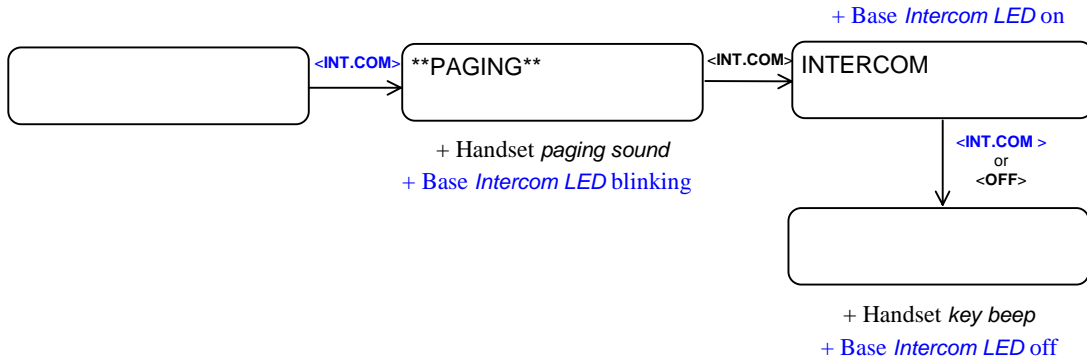 + Base Intercom LED on
<INT.COM>
**PAGING**
<INT.COM>
INTERCOM
+ Handset paging sound
+ Base Intercom LED blinking
<INT.COM >
or
<OFF>
+ Handset key beep
+ Base Intercom LED off